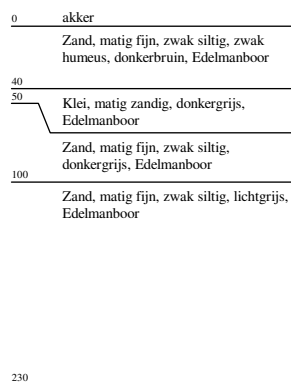 0 akker
Zand, matig fijn, zwak siltig, zwak
humeus, donkerbruin, Edelmanboor
40
50
Klei, matig zandig, donkergrijs,
Edelmanboor
Zand, matig fijn, zwak siltig,
donkergrijs, Edelmanboor
100
Zand, matig fijn, zwak siltig, lichtgrijs,
Edelmanboor
230